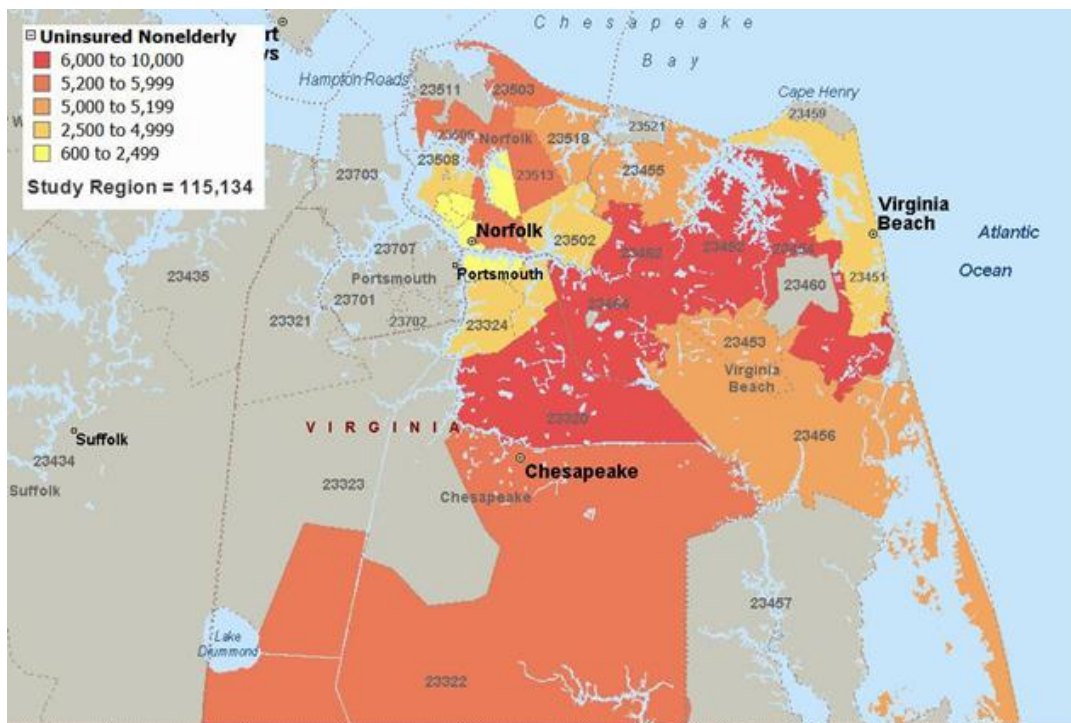 Uninsured Nonelderly
6,000 to 10,000
5,200 to 5,999
5,000 to 5,199
2,500 to 4,999
600 to 2,499
Study Region = 115,134
Chesapeake
Bay
Hampton Roads
Cape Henry
23459
23511
23503
23521
Norfolk
23518
23508
23513
23455
23703
Norfolk
23502
Virginia
Beach
Atlantic
Ocean
23707
Portsmouth
Portsmouth
23435
23701
23702
23321
23324
23462
23464
23460
23451
23453
Virginia
Beach
23320
23456
VIRGINIA
Suffolk
23434
Suffolk
Chesapeake
Chesapeake
23323
23457
Lake
Drummond
23322